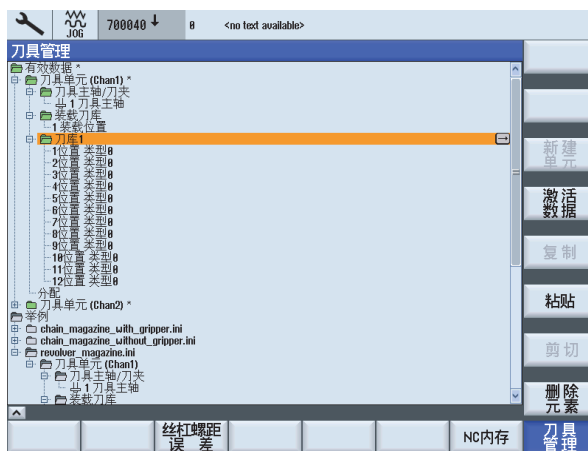 JOG
700040 0 <no text available>
刀具管理
有效数据 *
刀具单元 (Chan1) *
刀具主轴/刀夹
1 刀具主轴
装载刀库
1 装载位置
刀库1
1位置 类型0
2位置 类型0
3位置 类型0
4位置 类型0
5位置 类型0
6位置 类型0
7位置 类型0
8位置 类型0
9位置 类型0
10位置 类型0
11位置 类型0
12位置 类型0
分配
刀具单元 (Chan2) *
举例
chain_magazine_with_gripper.ini
chain_magazine_without_gripper.ini
revolver_magazine.ini
刀具单元 (Chan1)
刀具主轴/刀夹
1 刀具主轴
装载刀库
新建
单元
激活
数据
复制
粘贴
剪切
删除
元素
丝杠螺距
误 差
NC内存
刀具
管理